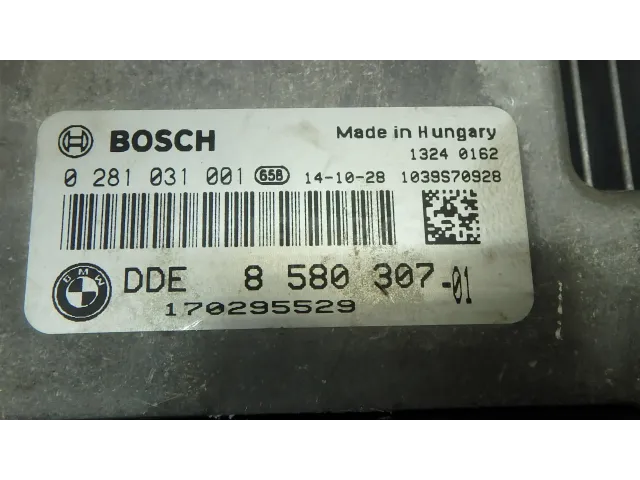 BOSCH Made in Hungary
1324 0162
0 281 031 001 658 14-10-28 1039S70928
BMW DDE 8 580 307-01
170295529